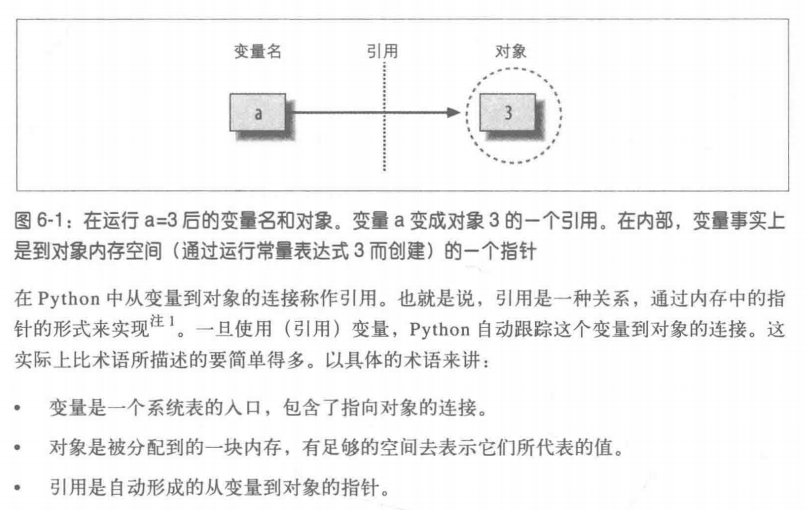 变量名 引用 对象
a 3
图 6-1：在运行 a=3 后的变量名和对象。变量 a 变成对象 3 的一个引用。在内部，变量事实上
是到对象内存空间（通过运行常量表达式 3 而创建）的一个指针
在 Python 中从变量到对象的连接称作引用。也就是说，引用是一种关系，通过内存中的指
针的形式来实现注 1。一旦使用（引用）变量，Python 自动跟踪这个变量到对象的连接。这
实际上比术语所描述的要简单得多。以具体的术语来讲：
• 变量是一个系统表的入口，包含了指向对象的连接。
• 对象是被分配到的一块内存，有足够的空间去表示它们所代表的值。
• 引用是自动形成的从变量到对象的指针。